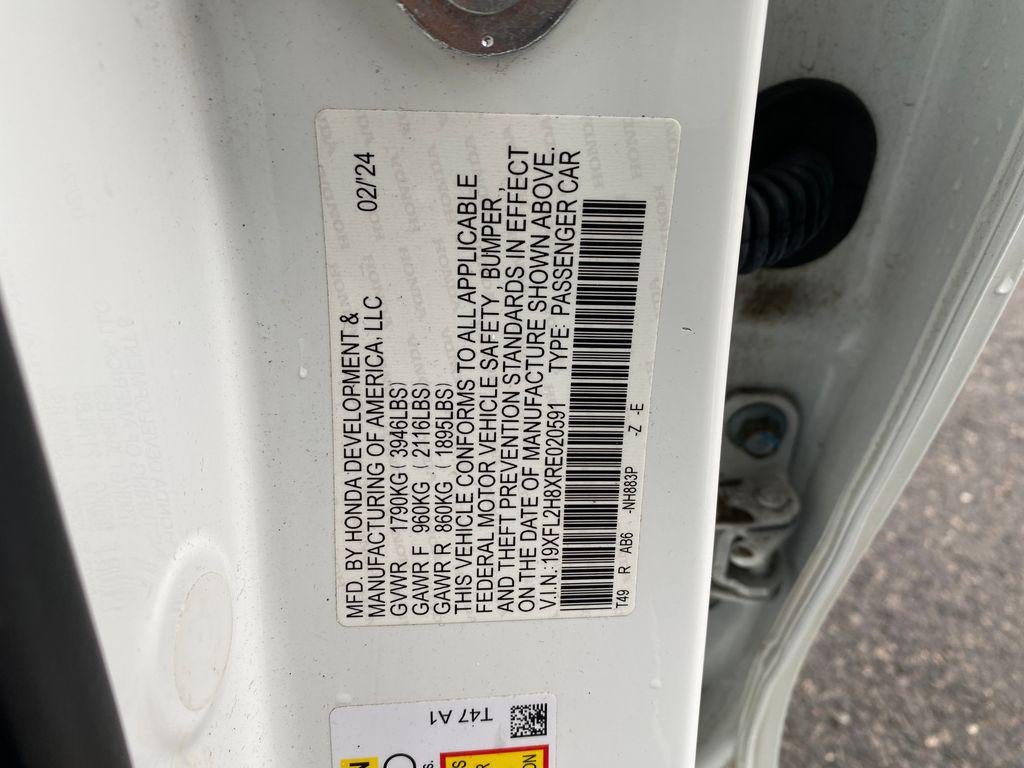 MFD. BY HONDA DEVELOPMENT &
MANUFACTURING OF AMERICA, LLC 02/'24
GVWR 1790KG (3946LBS)
GAWR F 960KG (2116LBS)
GAWR R 860KG (1895LBS)
THIS VEHICLE CONFORMS TO ALL APPLICABLE
FEDERAL MOTOR VEHICLE SAFETY, BUMPER,
AND THEFT PREVENTION STANDARDS IN EFFECT
ON THE DATE OF MANUFACTURE SHOWN ABOVE.
V.I.N.: 19XFL2H8XRE020591 TYPE: PASSENGER CAR
T49 R AB6 -NH883P -Z -E
T47 A1